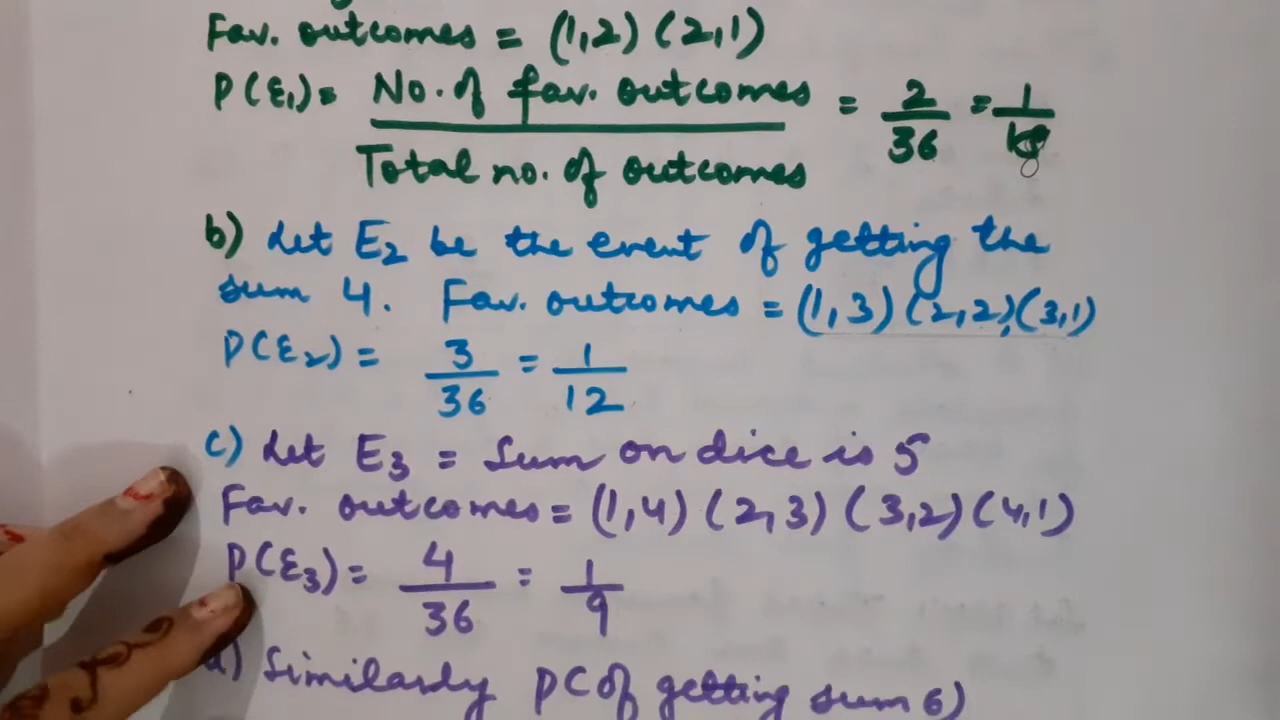 Fav. outcomes = (1,2) (2,1)
P(E₁) = No. of fav. outcomes / Total no. of outcomes = 2/36 = 1/18
b) Let E₂ be the event of getting the
sum 4. Fav. outcomes = (1,3) (2,2),(3,1)
P(E₂) = 3/36 = 1/12
c) Let E₃ = Sum on dice is 5
Fav. outcomes = (1,4) (2,3) (3,2) (4,1)
P(E₃) = 4/36 = 1/9
d) Similarly P(of getting sum 6)